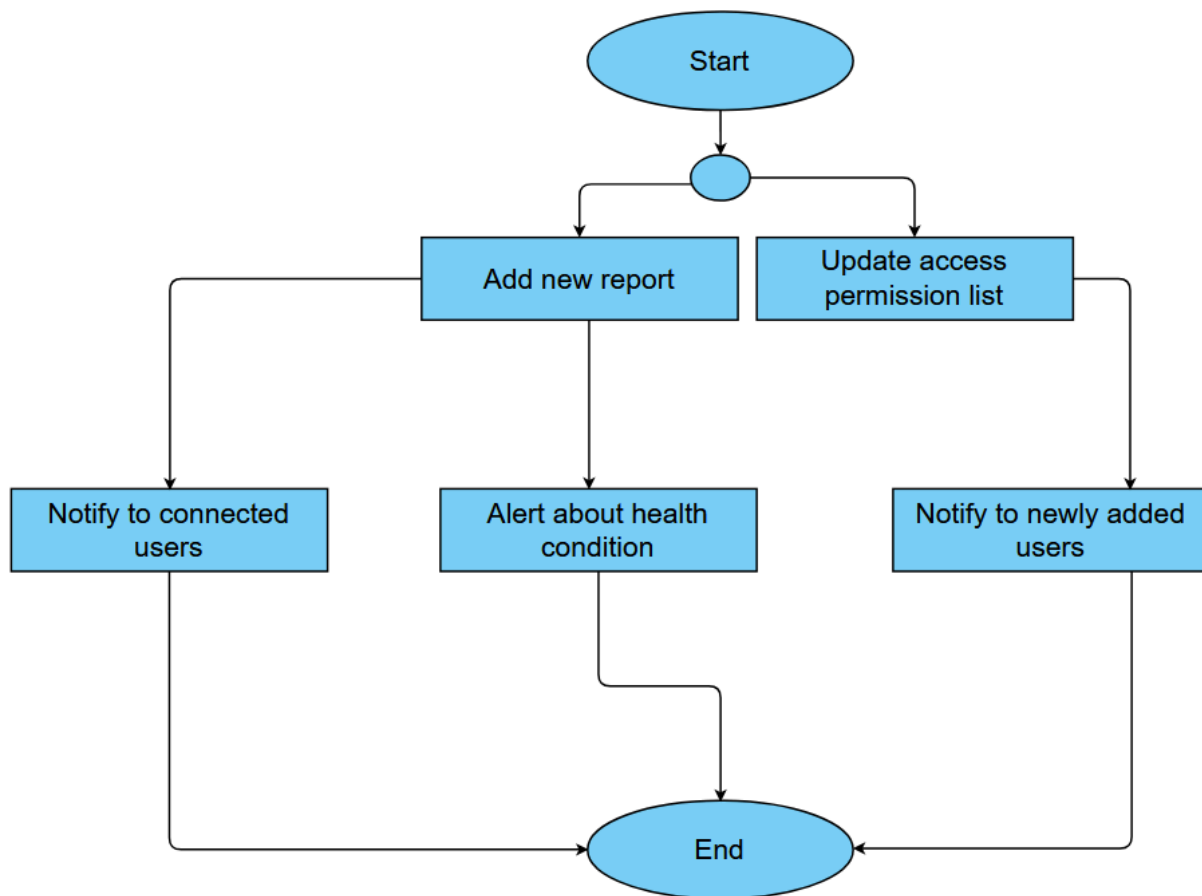 Start
Add new report
Update access
permission list
Notify to connected
users
Alert about health
condition
Notify to newly added
users
End